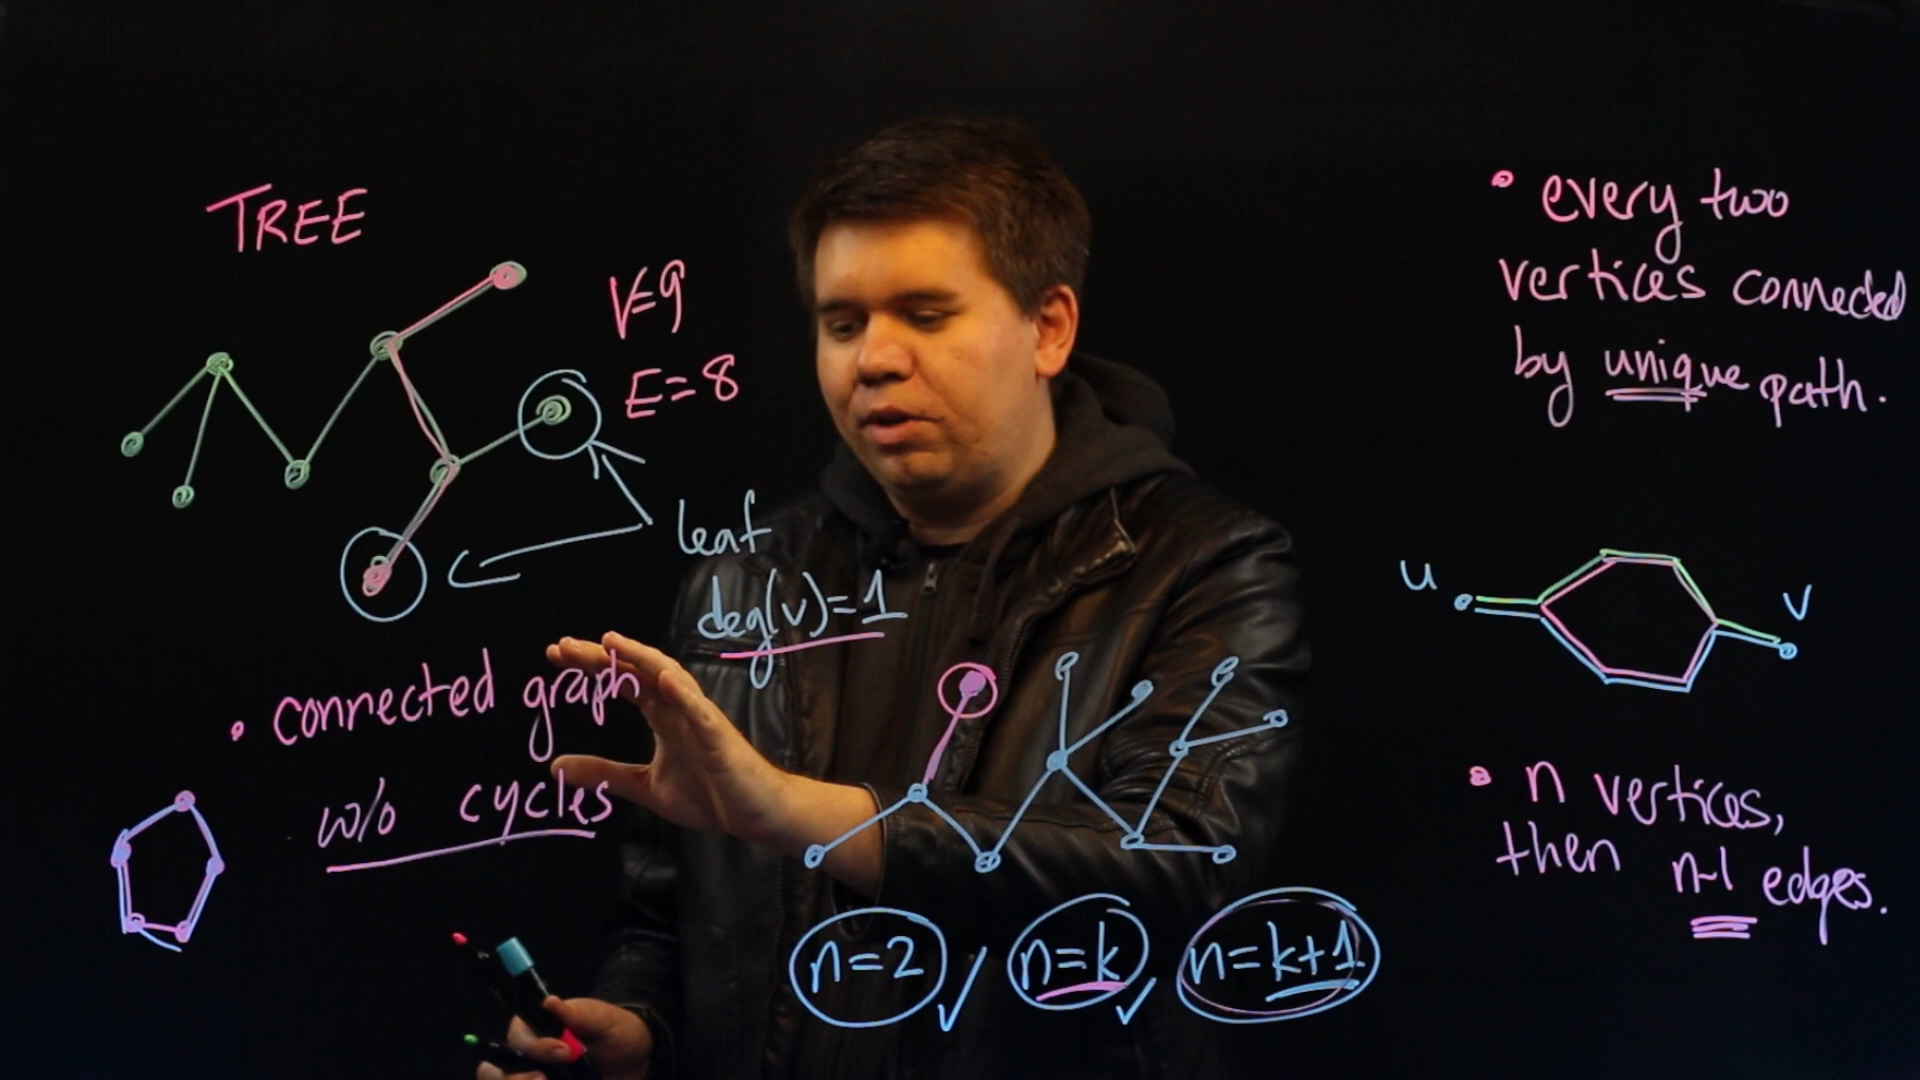 TREE
V=9
E=8
leaf
deg(v)=1
• connected graph
w/o cycles
n=2
n=k
n=k+1
• every two
vertices connected
by unique path.
u
v
• n vertices,
then n-1 edges.